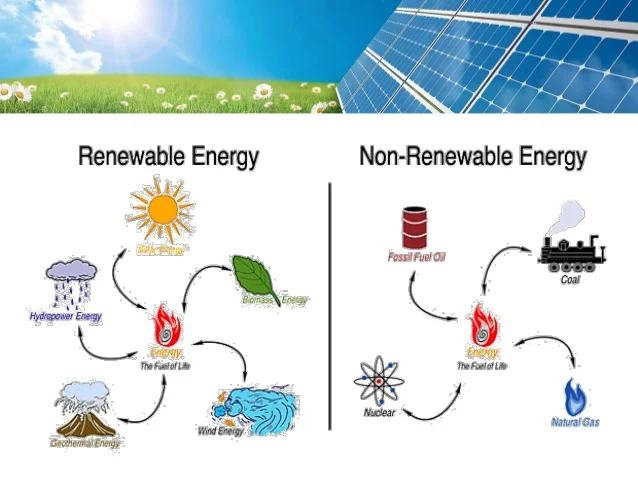 Renewable Energy
Non-Renewable Energy
Solar Energy
Fossil Fuel Oil
Coal
Biomass Energy
Hydropower Energy
Energy
The Fuel of Life
Energy
The Fuel of Life
Nuclear
Natural Gas
Wind Energy
Geothermal Energy